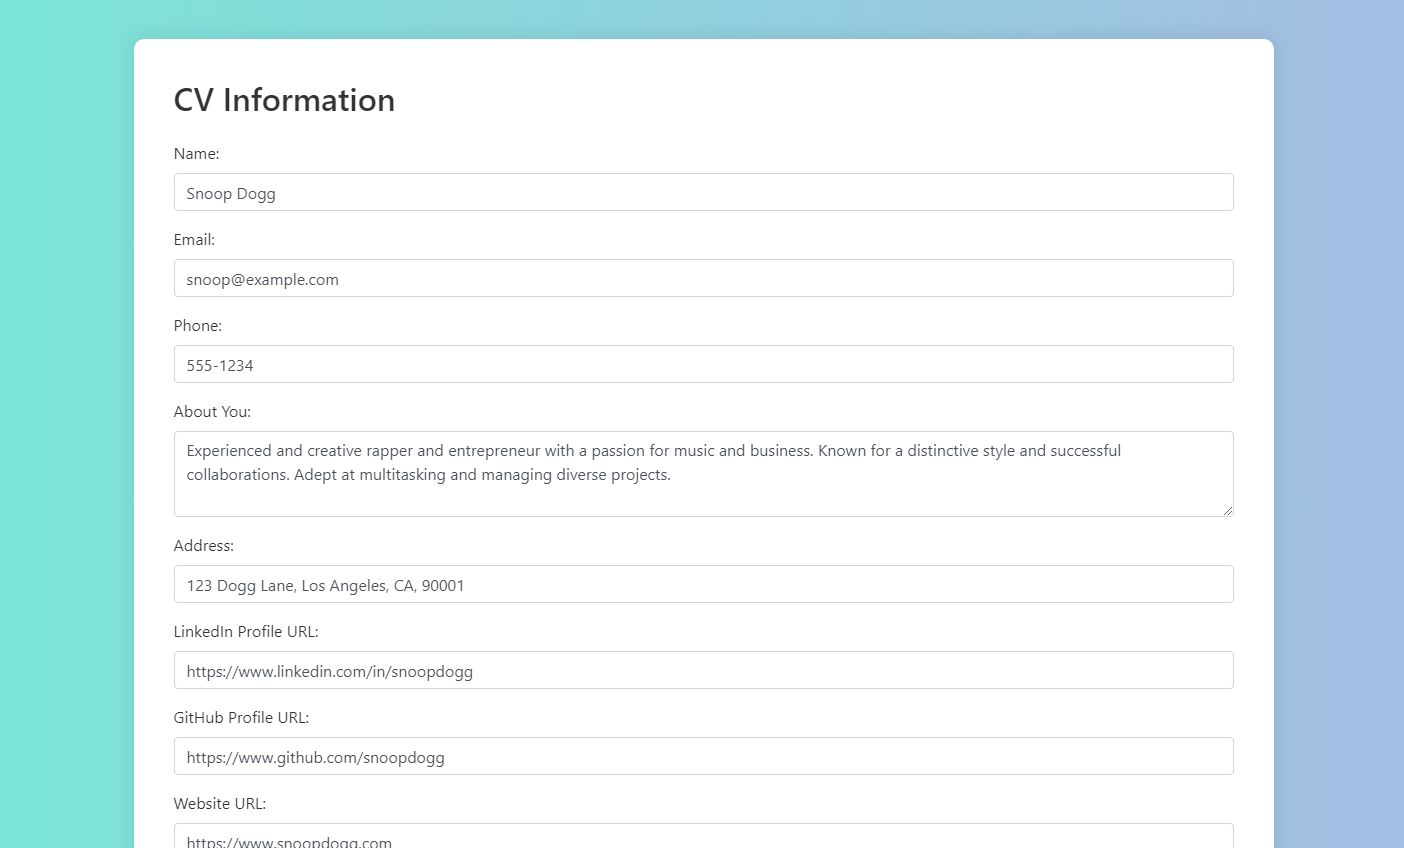 CV Information
Name:
Snoop Dogg
Email:
snoop@example.com
Phone:
555-1234
About You:
Experienced and creative rapper and entrepreneur with a passion for music and business. Known for a distinctive style and successful
collaborations. Adept at multitasking and managing diverse projects.
Address:
123 Dogg Lane, Los Angeles, CA, 90001
LinkedIn Profile URL:
https://www.linkedin.com/in/snoopdogg
GitHub Profile URL:
https://www.github.com/snoopdogg
Website URL:
https://www.snoopdogg.com